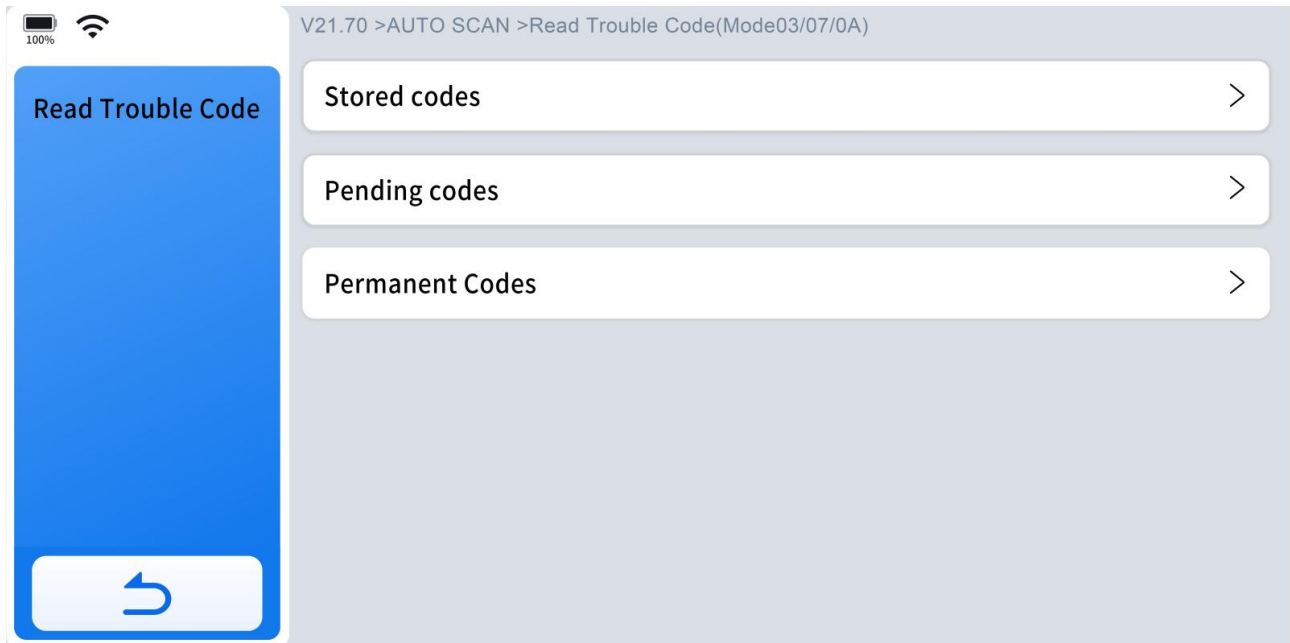 100%
V21.70 >AUTO SCAN >Read Trouble Code(Mode03/07/0A)
Read Trouble Code
Stored codes
Pending codes
Permanent Codes